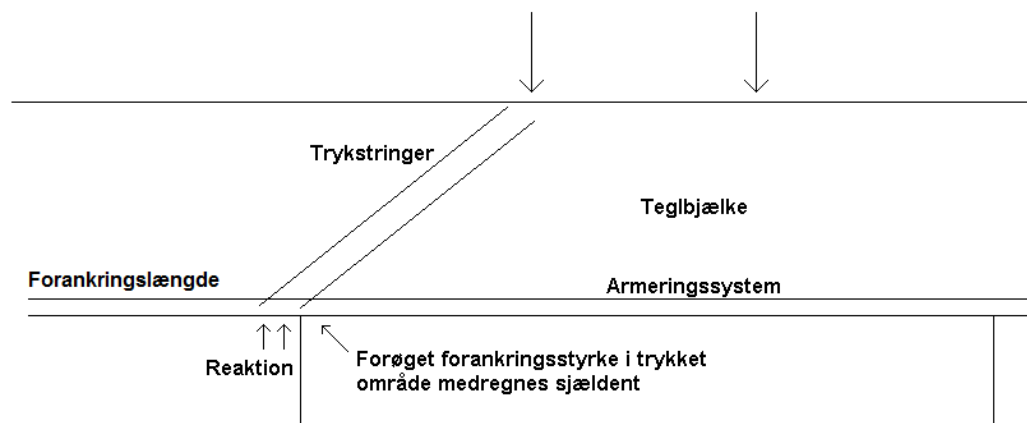 Trykstringer
Teglbjælke
Forankringslængde
Armeringssystem
Reaktion
Forøget forankringsstyrke i trykket
område medregnes sjældent